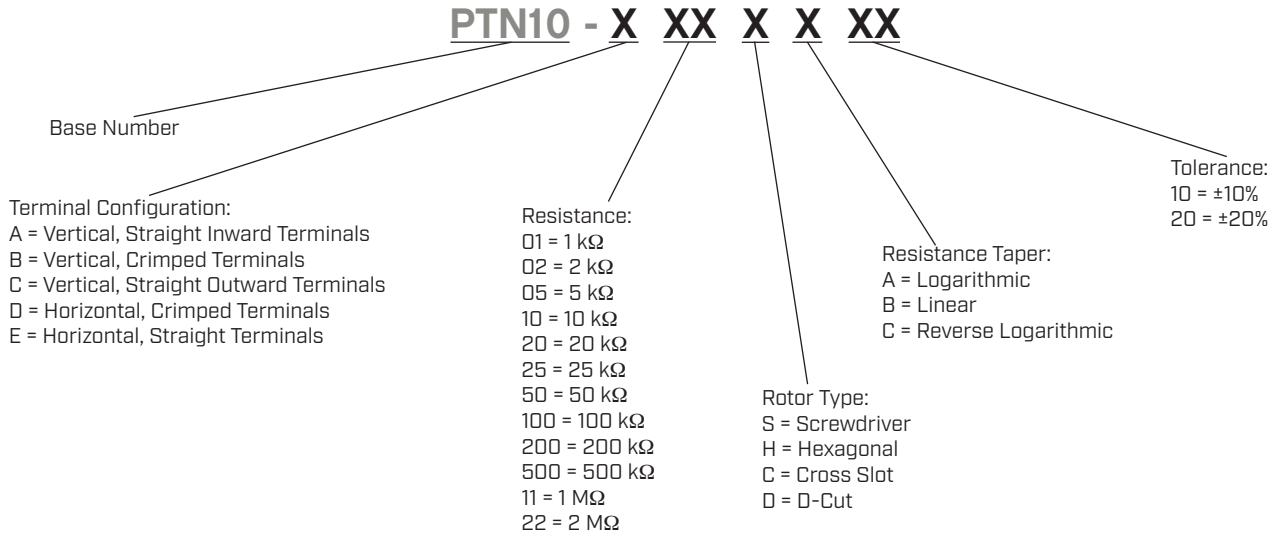 PTN10 - X XX X X XX
Base Number
Terminal Configuration:
A = Vertical, Straight Inward Terminals
B = Vertical, Crimped Terminals
C = Vertical, Straight Outward Terminals
D = Horizontal, Crimped Terminals
E = Horizontal, Straight Terminals
Resistance:
01 = 1 kΩ
02 = 2 kΩ
05 = 5 kΩ
10 = 10 kΩ
20 = 20 kΩ
25 = 25 kΩ
50 = 50 kΩ
100 = 100 kΩ
200 = 200 kΩ
500 = 500 kΩ
11 = 1 MΩ
22 = 2 MΩ
Rotor Type:
S = Screwdriver
H = Hexagonal
C = Cross Slot
D = D-Cut
Resistance Taper:
A = Logarithmic
B = Linear
C = Reverse Logarithmic
Tolerance:
10 = ±10%
20 = ±20%